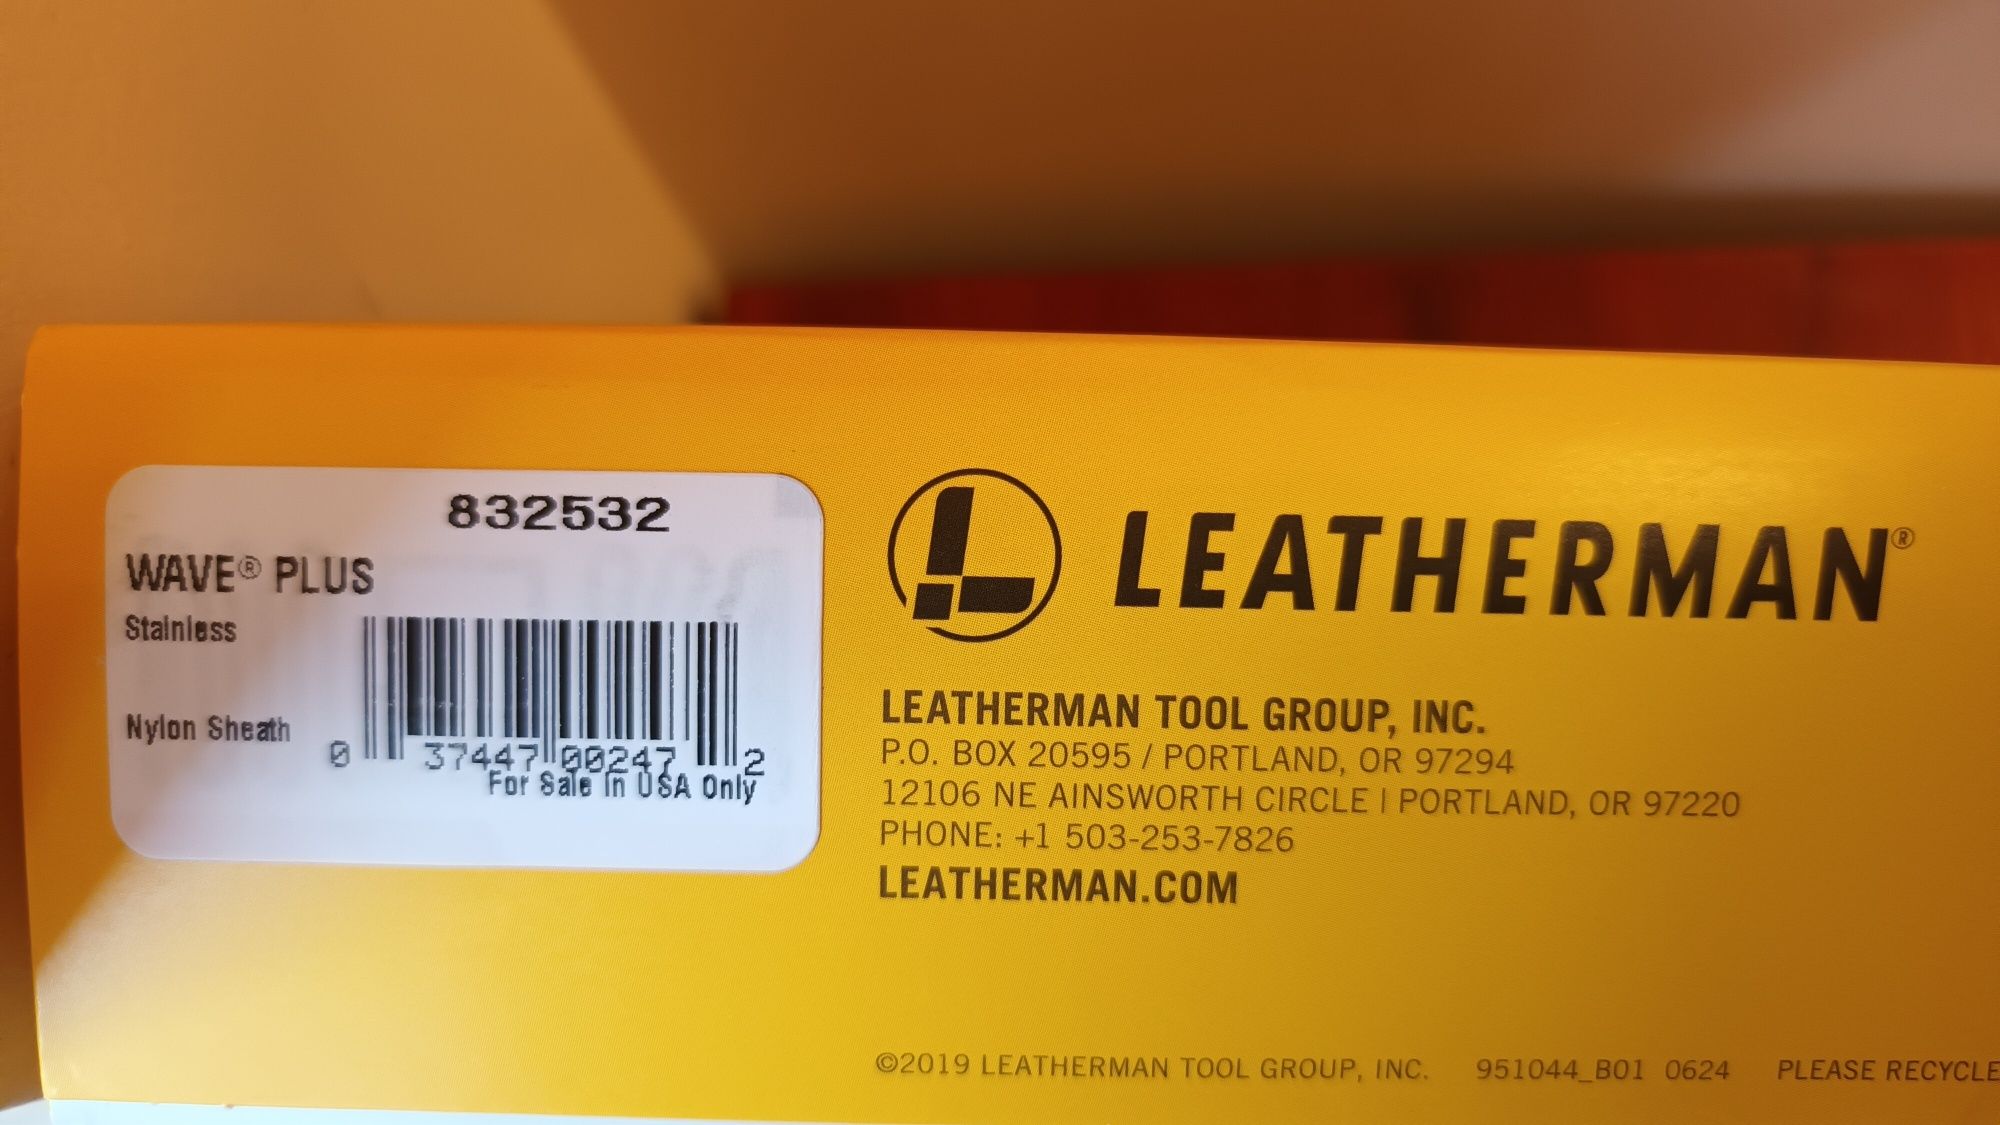 832532
WAVE® PLUS
Stainless
Nylon Sheath
0 37447 00247 2
For Sale In USA Only
LEATHERMAN®
LEATHERMAN TOOL GROUP, INC.
P.O. BOX 20595 / PORTLAND, OR 97294
12106 NE AINSWORTH CIRCLE | PORTLAND, OR 97220
PHONE: +1 503-253-7826
LEATHERMAN.COM
©2019 LEATHERMAN TOOL GROUP, INC. 951044_B01 0624 PLEASE RECYCLE